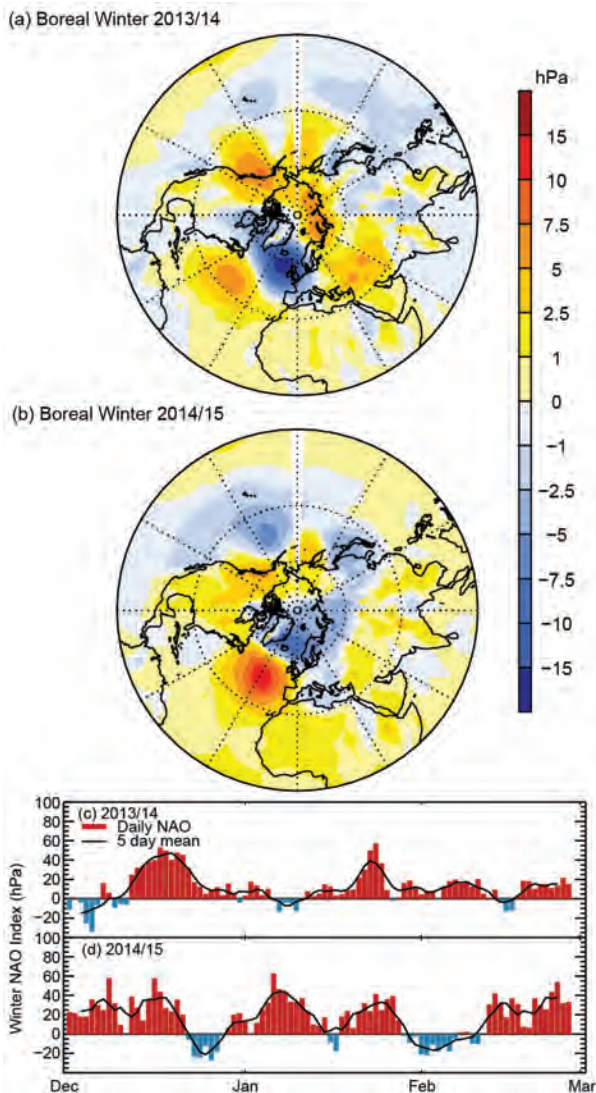 (a) Boreal Winter 2013/14
hPa
15
10
7.5
5
2.5
1
0
−1
−2.5
−5
−7.5
−10
−15
(b) Boreal Winter 2014/15
Winter NAO Index (hPa)
100
80
60
40
20
0
−20
(c) 2013/14
Daily NAO
5 day mean
100
80
60
40
20
0
−20
(d) 2014/15
Dec
Jan
Feb
Mar